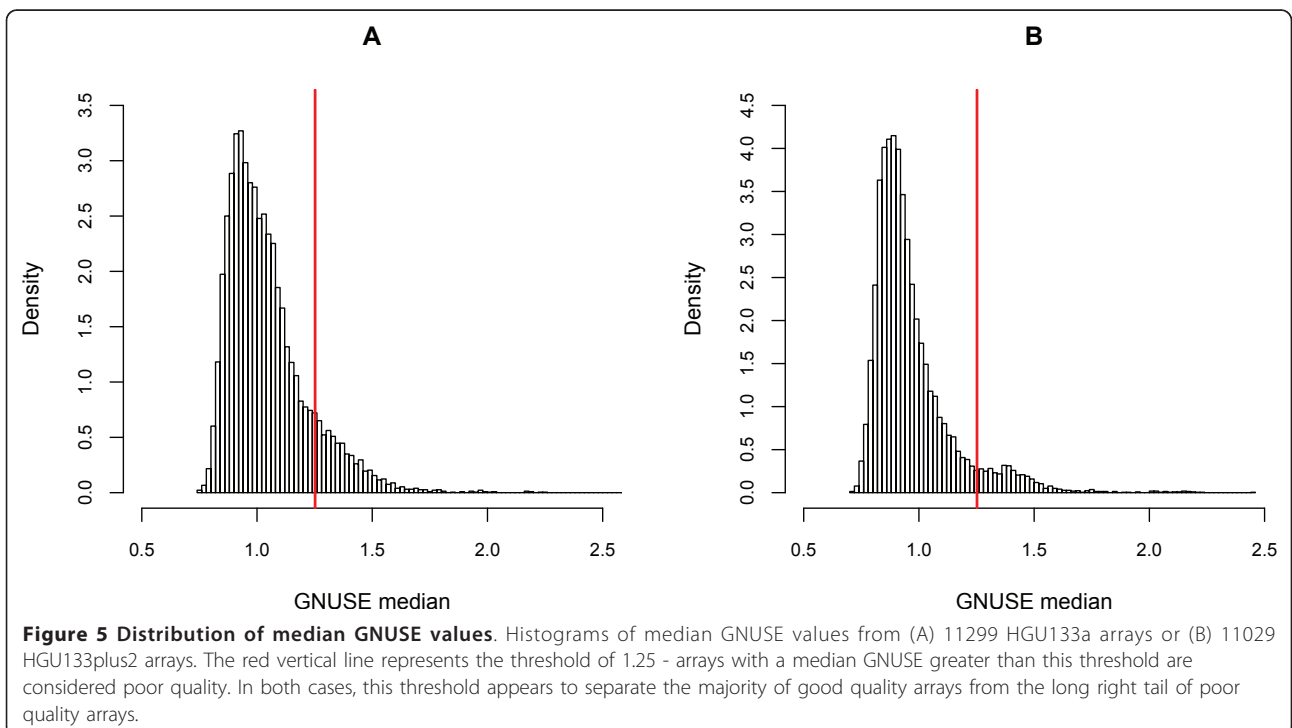 A
3.5
3.0
2.5
2.0
1.5
1.0
0.5
0.0
Density
0.5 1.0 1.5 2.0 2.5
GNUSE median
B
4.5
4.0
3.5
3.0
2.5
2.0
1.5
1.0
0.5
0.0
Density
0.5 1.0 1.5 2.0 2.5
GNUSE median
Figure 5 Distribution of median GNUSE values. Histograms of median GNUSE values from (A) 11299 HGU133a arrays or (B) 11029
HGU133plus2 arrays. The red vertical line represents the threshold of 1.25 - arrays with a median GNUSE greater than this threshold are
considered poor quality. In both cases, this threshold appears to separate the majority of good quality arrays from the long right tail of poor
quality arrays.